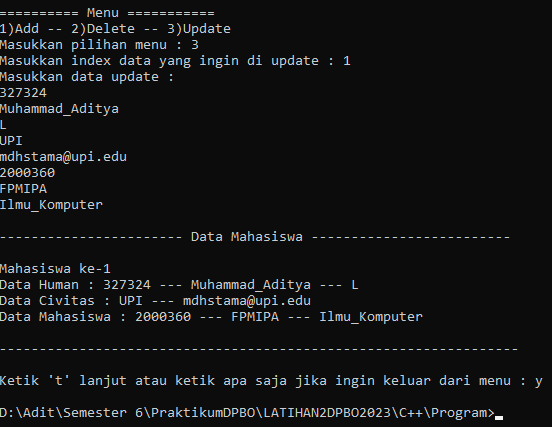 ========== Menu ===========
1)Add -- 2)Delete -- 3)Update
Masukkan pilihan menu : 3
Masukkan index data yang ingin di update : 1
Masukkan data update :
327324
Muhammad_Aditya
L
UPI
mdhstama@upi.edu
2000360
FPMIPA
Ilmu_Komputer
----------------------- Data Mahasiswa -------------------------
Mahasiswa ke-1
Data Human : 327324 --- Muhammad_Aditya --- L
Data Civitas : UPI --- mdhstama@upi.edu
Data Mahasiswa : 2000360 --- FPMIPA --- Ilmu_Komputer
-----------------------------------------------------------------
Ketik 't' lanjut atau ketik apa saja jika ingin keluar dari menu : y
D:\Adit\Semester 6\PraktikumDPBO\LATIHAN2DPBO2023\C++\Program>